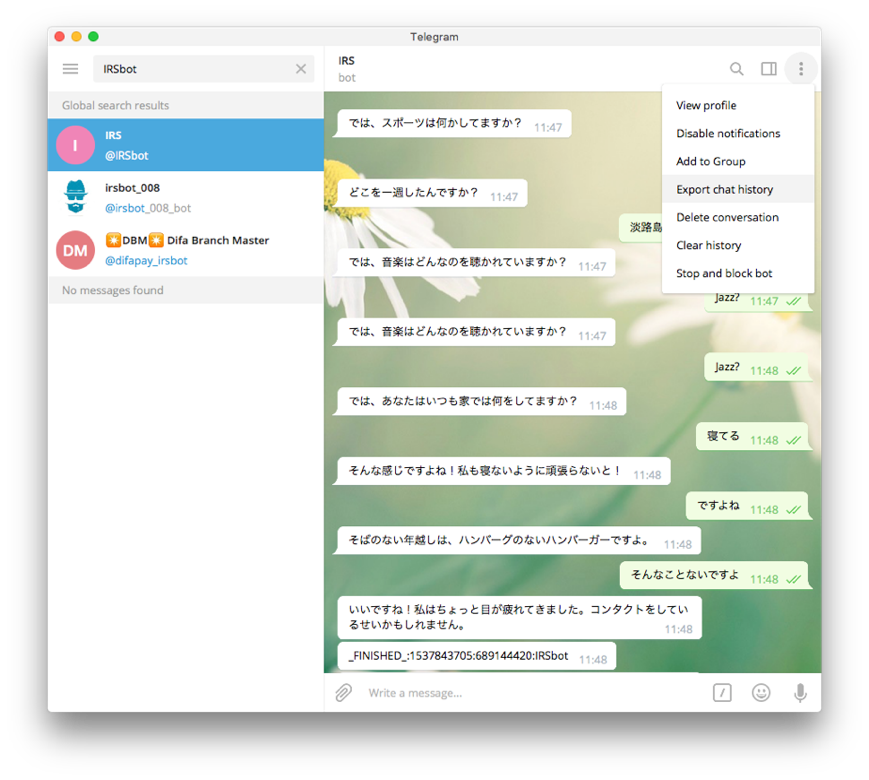 Telegram
IRSbot
Global search results
I
IRS
@IRSbot
irsbot_008
@irsbot_008_bot
DM
💥DBM💥 Difa Branch Master
@difapay_irsbot
No messages found
IRS
bot
View profile
Disable notifications
Add to Group
Export chat history
Delete conversation
Clear history
Stop and block bot
では、スポーツは何かしてますか？ 11:47
どこを一週したんですか？ 11:47
淡路島
では、音楽はどんなのを聴かれていますか？ 11:47
Jazz? 11:47
では、音楽はどんなのを聴かれていますか？ 11:47
Jazz? 11:48
では、あなたはいつも家では何をしてますか？ 11:48
寝てる 11:48
そんな感じですよね！私も寝ないように頑張らないと！ 11:48
ですよね 11:48
そばのない年越しは、ハンバーグのないハンバーガーですよ。 11:48
そんなことないですよ 11:48
いいですね！私はちょっと目が疲れてきました。コンタクトをしてい
るせいかもしれません。 11:48
_FINISHED_:1537843705:689144420:IRSbot 11:48
Write a message...